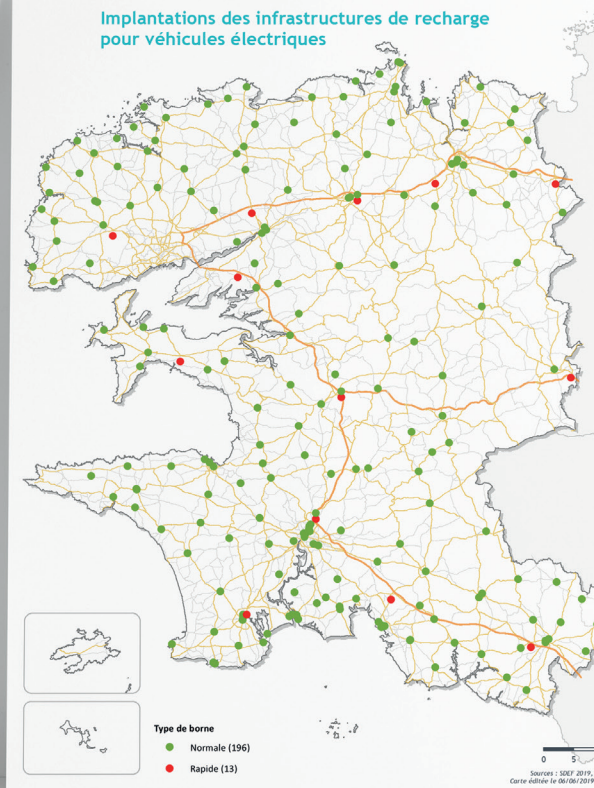 Implantations des infrastructures de recharge
pour véhicules électriques
Type de borne
Normale (196)
Rapide (13)
0 5
Sources : SDEF 2019,
Carte éditée le 06/06/2019